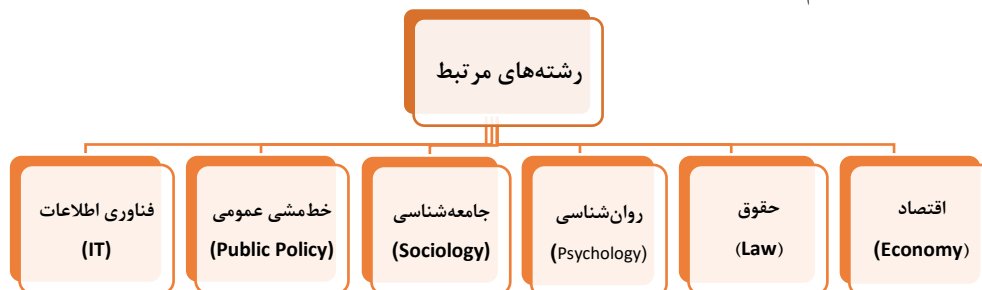 رشته‌های مرتبط
اقتصاد
(Economy)
حقوق
(Law)
روان‌شناسی
(Psychology)
جامعه‌شناسی
(Sociology)
خط‌مشی عمومی
(Public Policy)
فناوری اطلاعات
(IT)